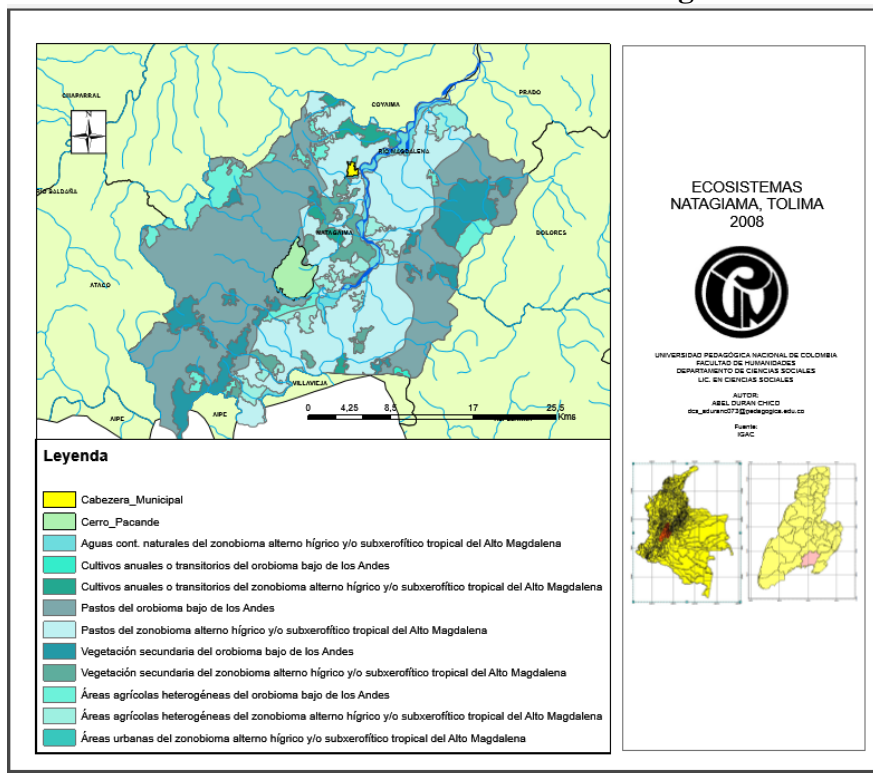 CHAPARRAL
PRADO
COYAIMA
RIO MAGDALENA
N
NATAGAIMA
DOLORES
ATACO
VILLAVIEJA
AIPE
AIPE
0 4,25 8,5 17 25,5
Kms
Leyenda
Cabezera_Municipal
Cerro_Pacande
Aguas cont. naturales del zonobioma alterno hígrico y/o subxerofítico tropical del Alto Magdalena
Cultivos anuales o transitorios del orobioma bajo de los Andes
Cultivos anuales o transitorios del zonobioma alterno hígrico y/o subxerofítico tropical del Alto Magdalena
Pastos del orobioma bajo de los Andes
Pastos del zonobioma alterno hígrico y/o subxerofítico tropical del Alto Magdalena
Vegetación secundaria del orobioma bajo de los Andes
Vegetación secundaria del zonobioma alterno hígrico y/o subxerofítico tropical del Alto Magdalena
Áreas agrícolas heterogéneas del orobioma bajo de los Andes
Áreas agrícolas heterogéneas del zonobioma alterno hígrico y/o subxerofítico tropical del Alto Magdalena
Áreas urbanas del zonobioma alterno hígrico y/o subxerofítico tropical del Alto Magdalena
ECOSISTEMAS
NATAGIAMA, TOLIMA
2008
UNIVERSIDAD PEDAGÓGICA NACIONAL DE COLOMBIA
FACULTAD DE HUMANIDADES
DEPARTAMENTO DE CIENCIAS SOCIALES
LIC. EN CIENCIAS SOCIALES
AUTOR:
ABEL DURAN CHICO
dcs_aduranc073@pedagogica.edu.co
Fuente:
IGAC